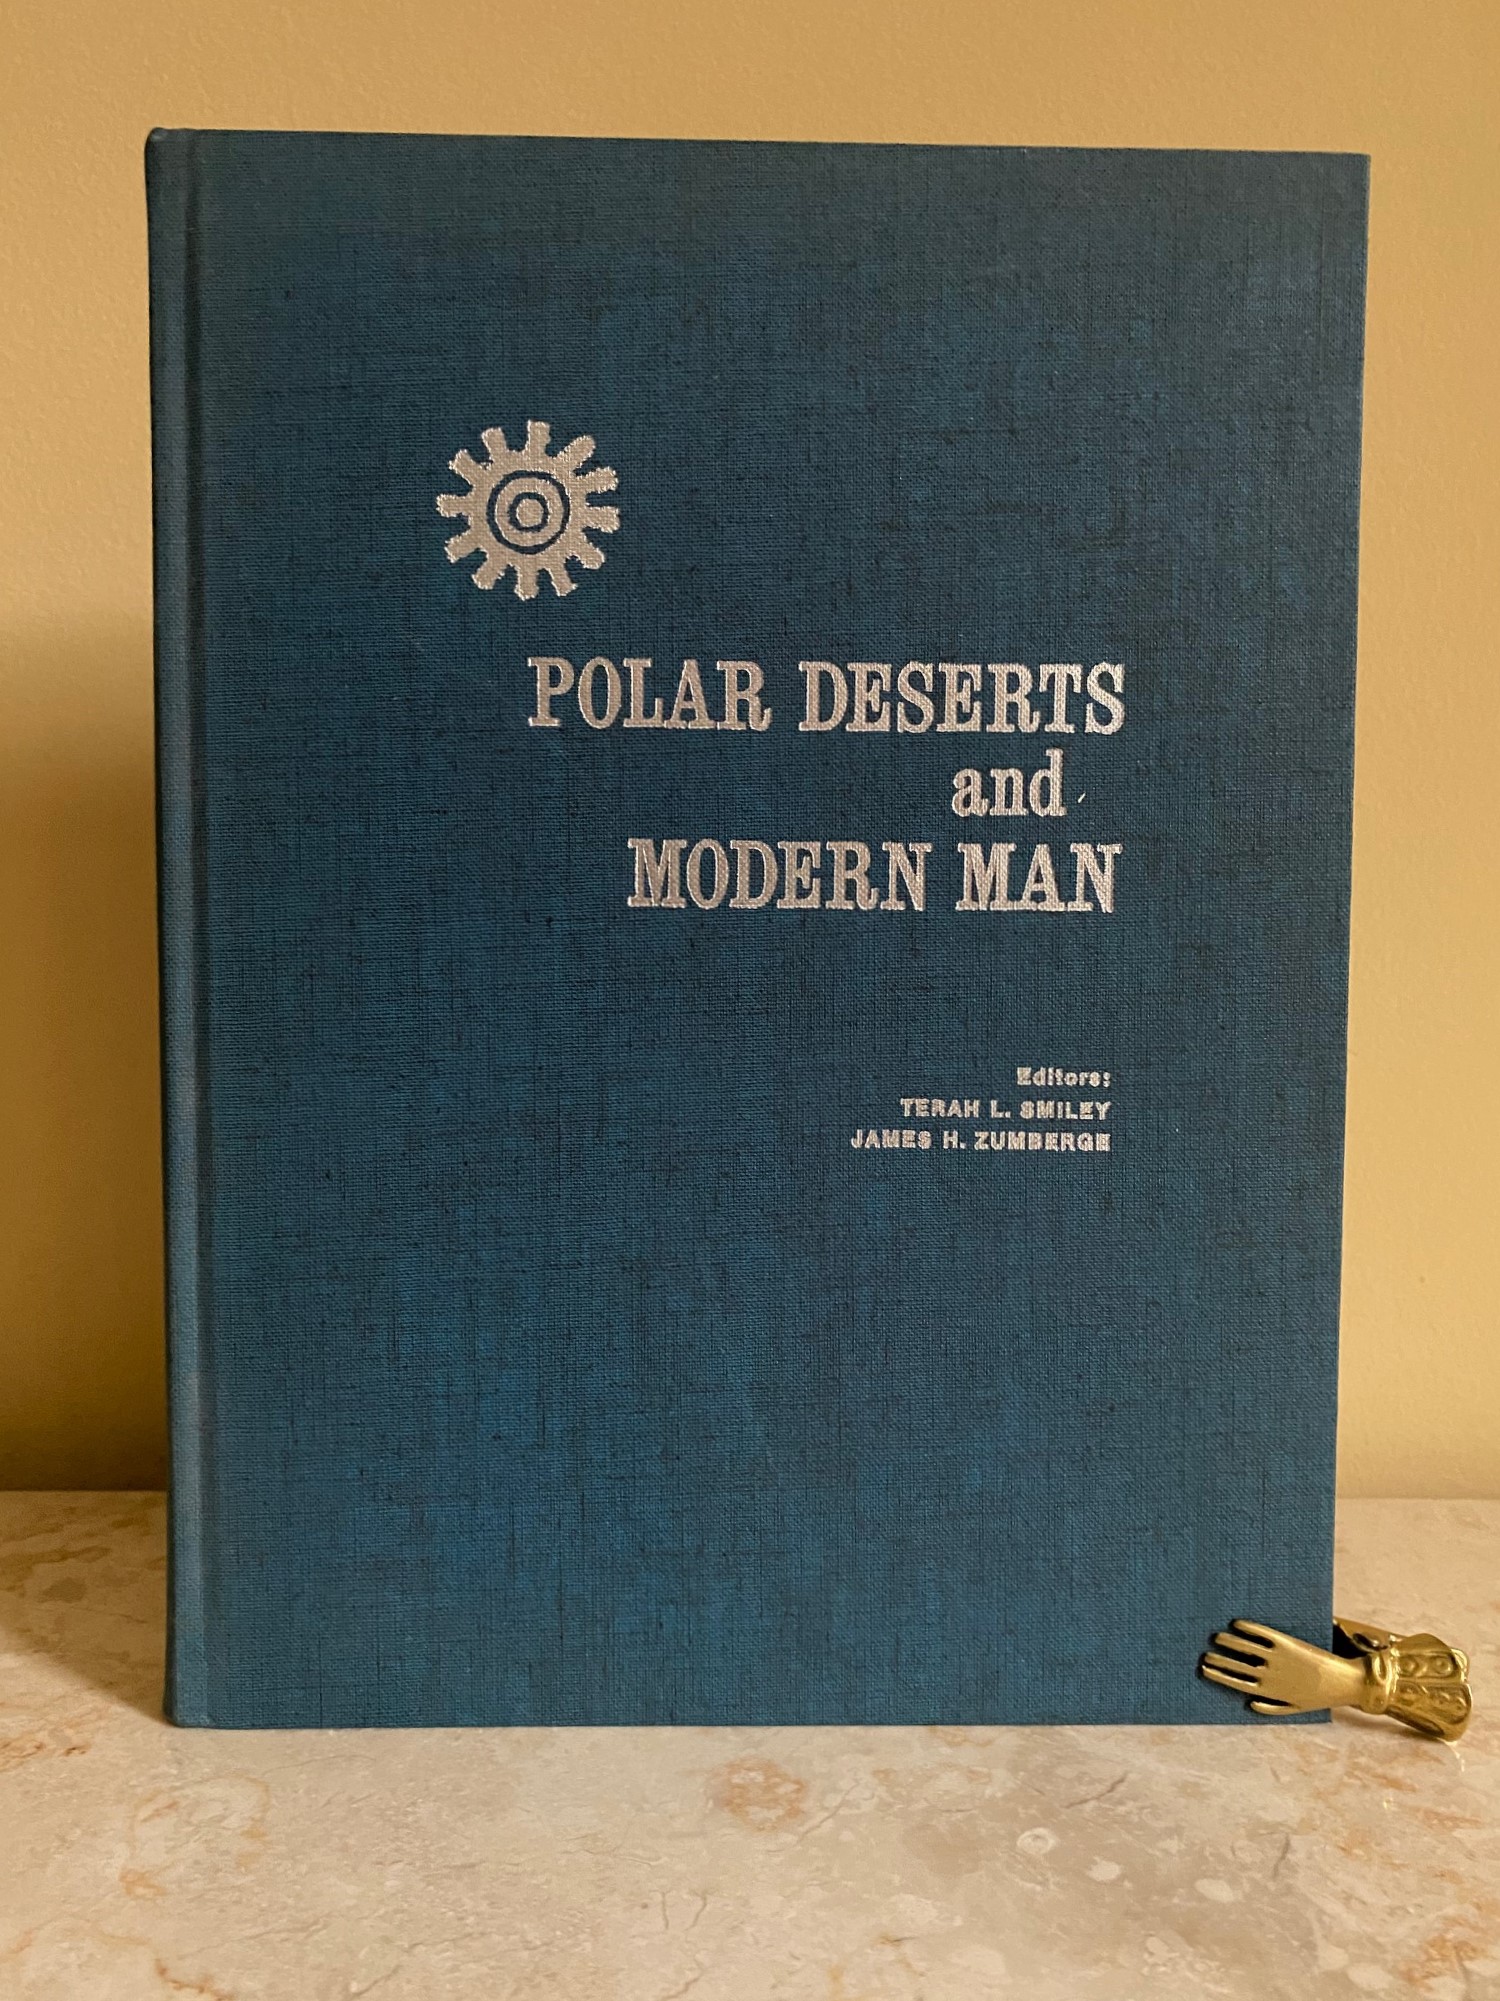 POLAR DESERTS
and
MODERN MAN
Editors:
TERAH L. SMILEY
JAMES H. ZUMBERGE